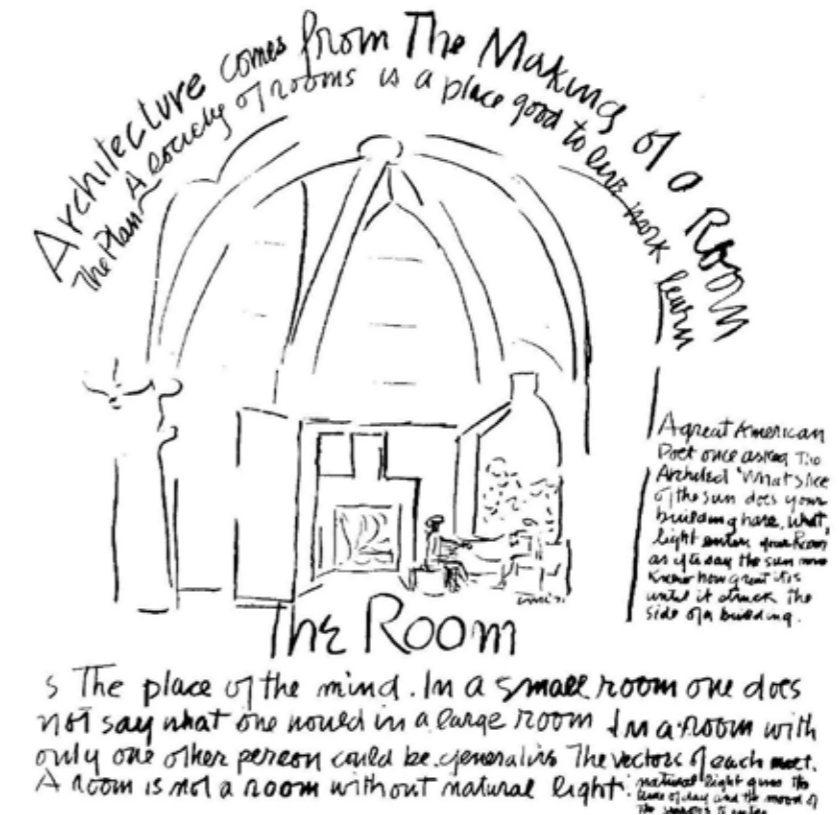 Architecture comes from The Making of a Room
The Plan A society of rooms is a place good to live work learn
A great American
Poet once asked The
Architect 'What slice
of the sun does your
building have. What
light enters your Room
as if to say the sun never
knew how great it is
until it struck the
side of a building.
The Room
s The place of the mind. In a small room one does
not say what one would in a large room In a room with
only one other person could be generative The vectors of each meet.
A room is not a room without natural light.
natural light gives the
time of day and the mood of
the seasons to enter